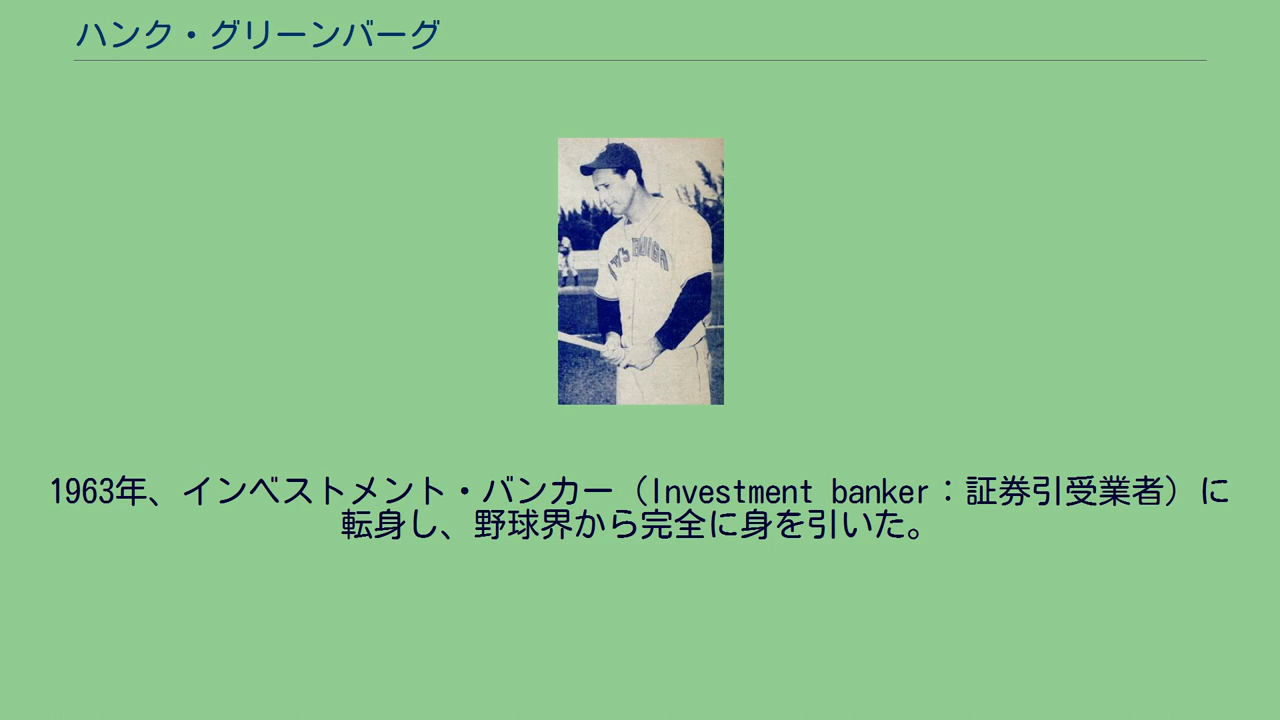 ハンク・グリーンバーグ
1963年、インベストメント・バンカー（Investment banker：証券引受業者）に
転身し、野球界から完全に身を引いた。